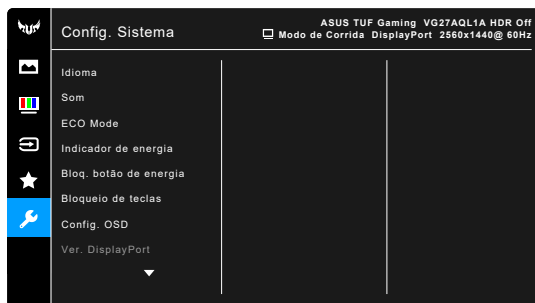 Config. Sistema
ASUS TUF Gaming VG27AQL1A HDR Off
Modo de Corrida DisplayPort 2560x1440@ 60Hz
Idioma
Som
ECO Mode
Indicador de energia
Bloq. botão de energia
Bloqueio de teclas
Config. OSD
Ver. DisplayPort